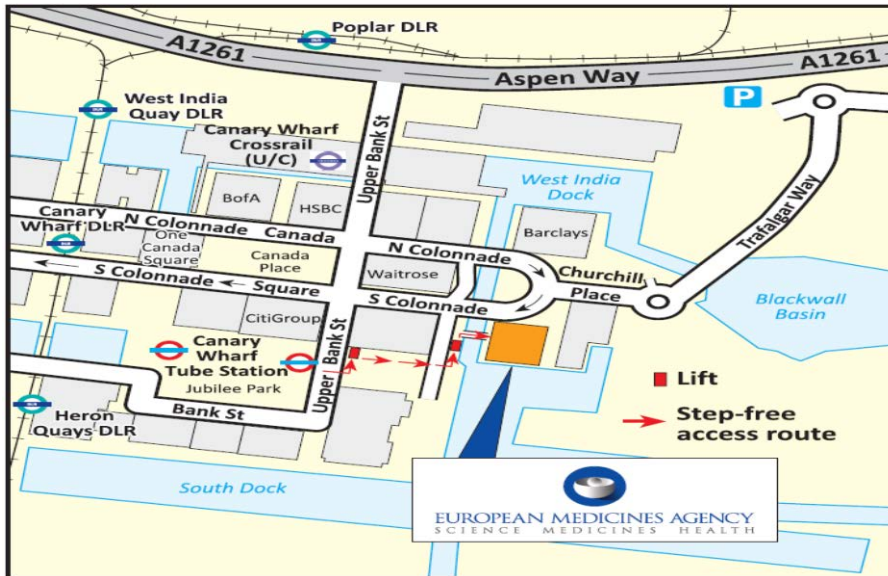 Poplar DLR
A1261
Aspen Way
A1261
P
West India
Quay DLR
Canary Wharf
Crossrail
(U/C)
Upper Bank St
BofA
HSBC
West India
Dock
Trafalgar Way
Canary
Wharf DLR
N Colonnade
Canada
One
Canada
Square
Canada
Place
N Colonnade
Barclays
Churchill
Place
Waitrose
S Colonnade
Square
S Colonnade
Blackwall
Basin
CitiGroup
Canary
Wharf
Tube Station
Jubilee Park
Upper Bank St
Bank St
Heron
Quays DLR
Lift
Step-free
access route
South Dock
EUROPEAN MEDICINES AGENCY
SCIENCE MEDICINES HEALTH